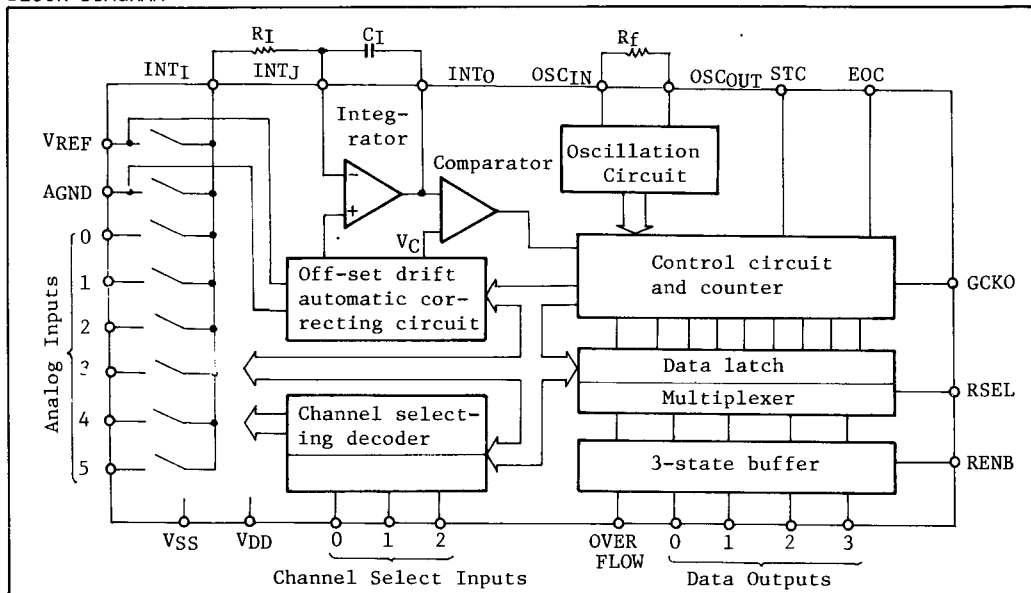 BLOCK DIAGRAM
RI
CI
Rf
INTI
INTJ
INTO
OSCIN
OSCOUT
STC
EOC
Integ-
rator
Comparator
Oscillation
Circuit
VREF
AGND
VC
Off-set drift
automatic cor-
recting circuit
Control circuit
and counter
GCKO
Analog Inputs
0
1
2
3
4
5
Data latch
Multiplexer
RSEL
Channel select-
ing decoder
3-state buffer
RENB
VSS
VDD
0
1
2
OVER
FLOW
0
1
2
3
Channel Select Inputs
Data Outputs